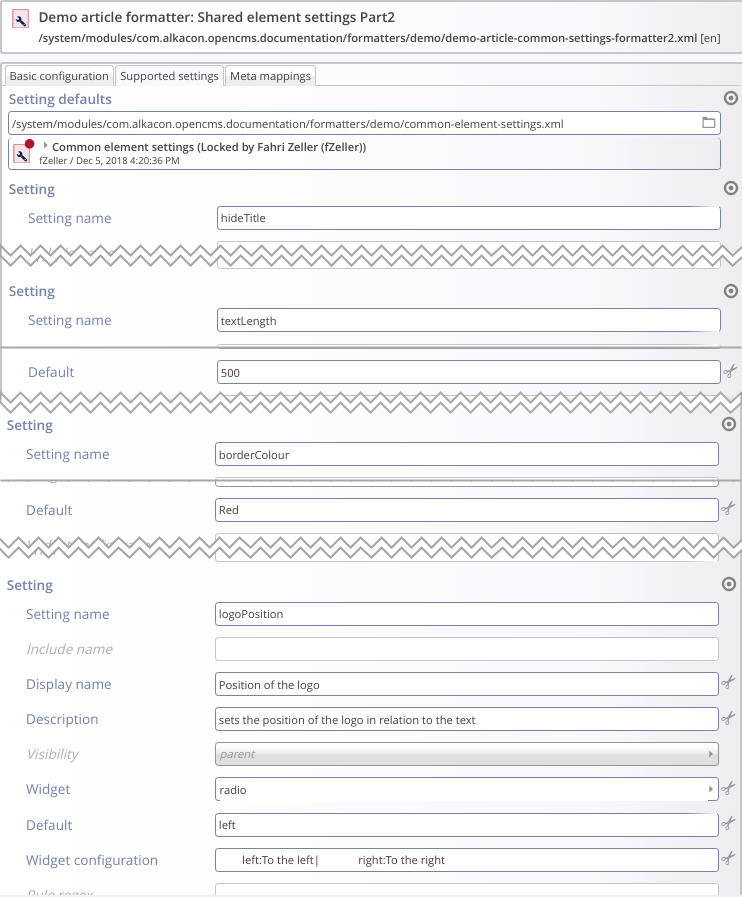 Demo article formatter: Shared element settings Part2
/system/modules/com.alkacon.opencms.documentation/formatters/demo/demo-article-common-settings-formatter2.xml [en]
Basic configuration Supported settings Meta mappings
Setting defaults
/system/modules/com.alkacon.opencms.documentation/formatters/demo/common-element-settings.xml
Common element settings (Locked by Fahri Zeller (fZeller))
fZeller / Dec 5, 2018 4:20:36 PM
Setting
Setting name hideTitle
Setting
Setting name textLength
Default 500
Setting
Setting name borderColour
Default Red
Setting
Setting name logoPosition
Include name
Display name Position of the logo
Description sets the position of the logo in relation to the text
Visibility parent
Widget radio
Default left
Widget configuration left:To the left| right:To the right